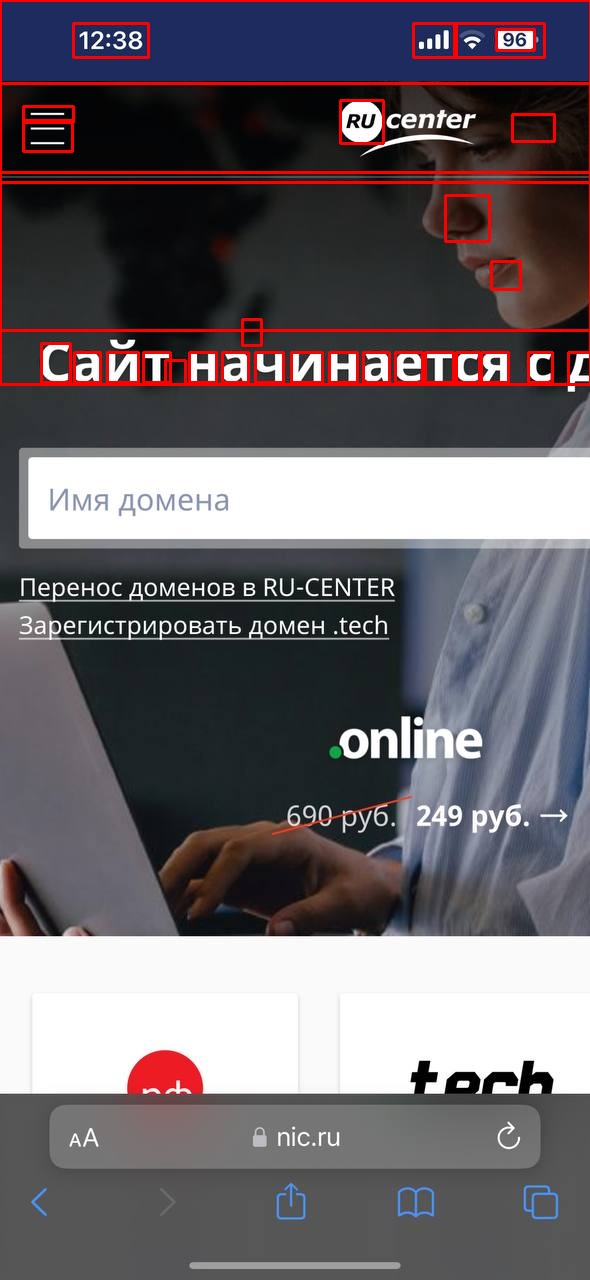 12:38 96
RU center
Сайт начинается с д
Имя домена
Перенос доменов в RU-CENTER
Зарегистрировать домен .tech
.online
690 руб. 249 руб. →
рф tech
AA nic.ru